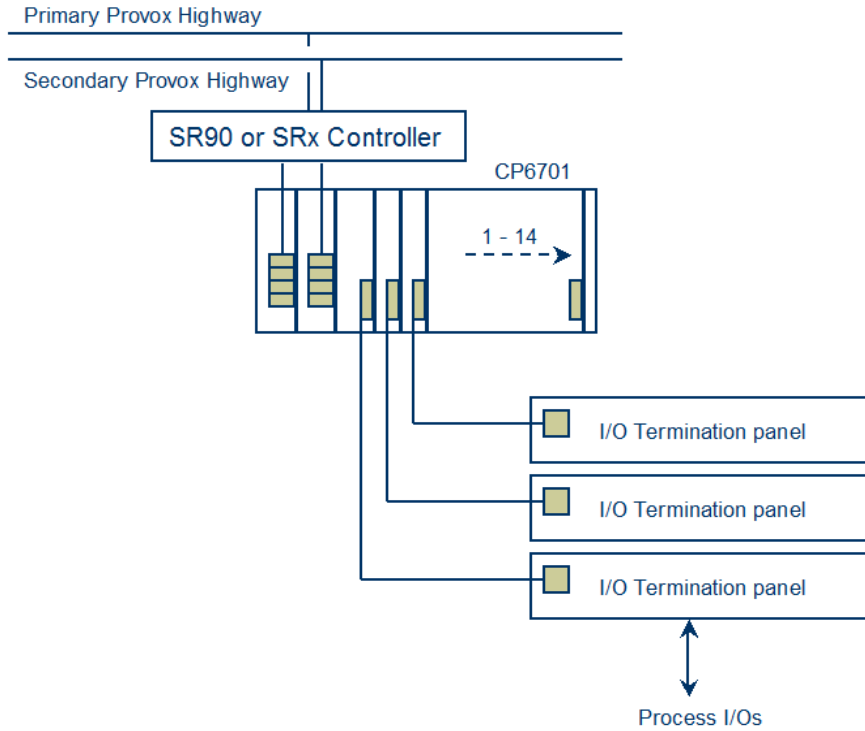 Primary Provox Highway
Secondary Provox Highway
SR90 or SRx Controller
CP6701
1 - 14
I/O Termination panel
I/O Termination panel
I/O Termination panel
Process I/Os